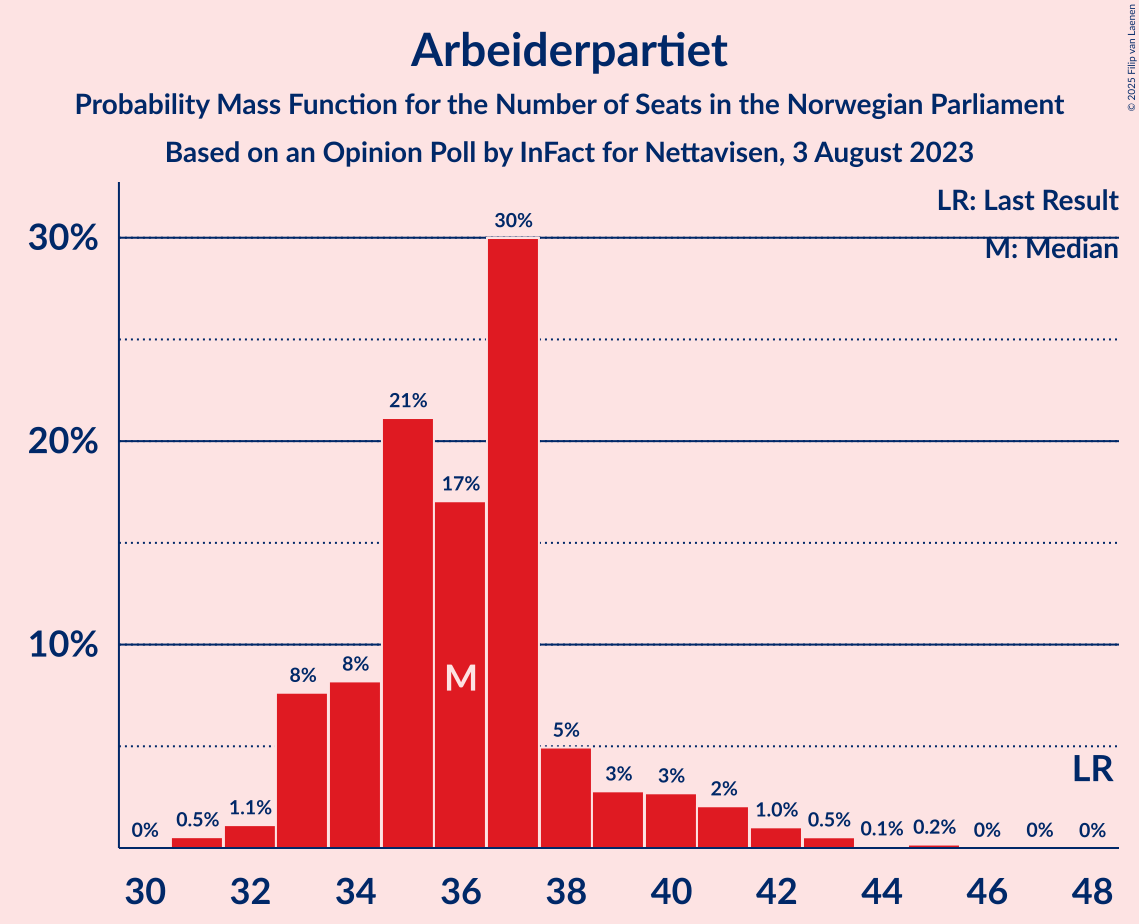 Arbeiderpartiet
Probability Mass Function for the Number of Seats in the Norwegian Parliament
Based on an Opinion Poll by InFact for Nettavisen, 3 August 2023
© 2025 Filip van Laenen
LR: Last Result
M: Median
30%
20%
10%
0%
0.5%
1.1%
8%
8%
21%
17%
30%
5%
3%
3%
2%
1.0%
0.5%
0.1%
0.2%
0%
0%
0%
M
LR
30 32 34 36 38 40 42 44 46 48